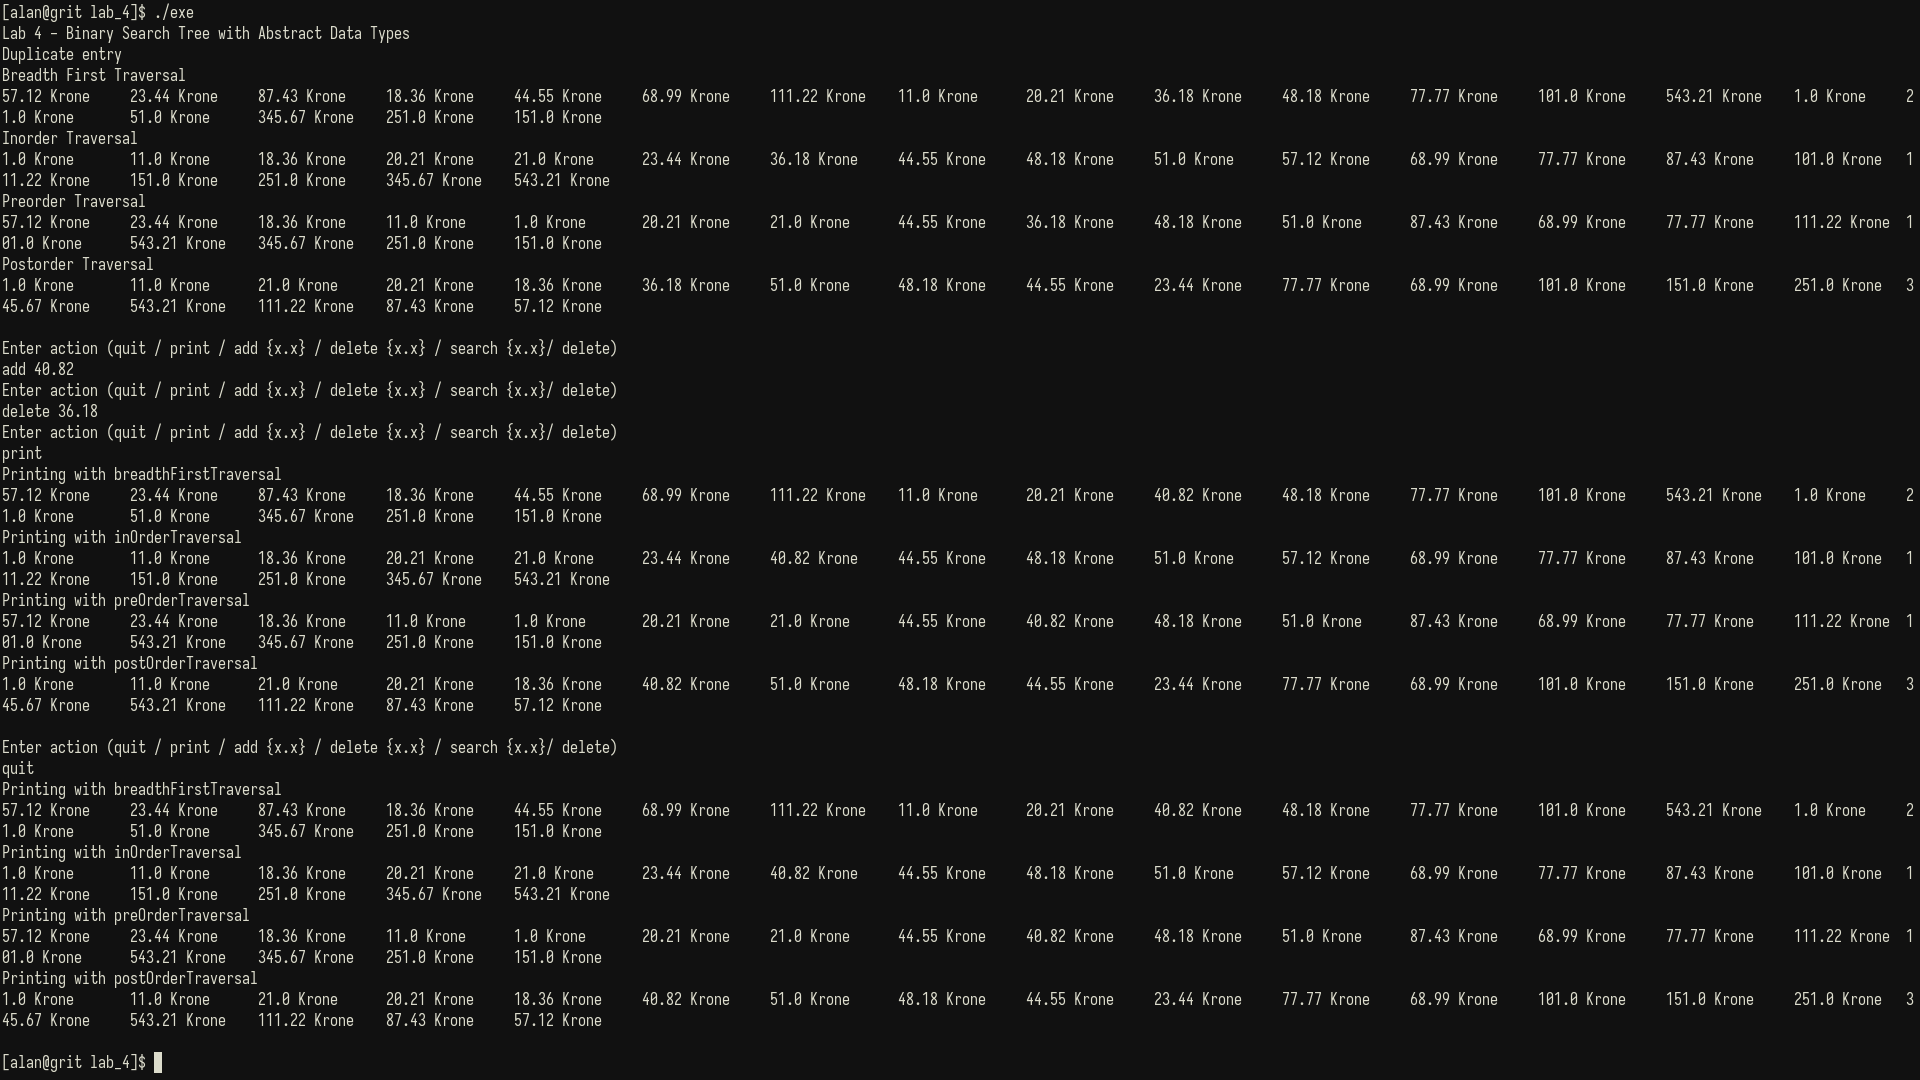 [alan@grit lab_4]$ ./exe
Lab 4 - Binary Search Tree with Abstract Data Types
Duplicate entry
Breadth First Traversal
57.12 Krone     23.44 Krone     87.43 Krone     18.36 Krone     44.55 Krone     68.99 Krone     111.22 Krone    11.0 Krone      20.21 Krone     36.18 Krone     48.18 Krone     77.77 Krone     101.0 Krone     543.21 Krone    1.0 Krone     2
1.0 Krone       51.0 Krone      345.67 Krone    251.0 Krone     151.0 Krone
Inorder Traversal
1.0 Krone       11.0 Krone      18.36 Krone     20.21 Krone     21.0 Krone      23.44 Krone     36.18 Krone     44.55 Krone     48.18 Krone     51.0 Krone      57.12 Krone     68.99 Krone     77.77 Krone     87.43 Krone     101.0 Krone   1
11.22 Krone     151.0 Krone     251.0 Krone     345.67 Krone    543.21 Krone
Preorder Traversal
57.12 Krone     23.44 Krone     18.36 Krone     11.0 Krone      1.0 Krone       20.21 Krone     21.0 Krone      44.55 Krone     36.18 Krone     48.18 Krone     51.0 Krone      87.43 Krone     68.99 Krone     77.77 Krone     111.22 Krone  1
01.0 Krone      543.21 Krone    345.67 Krone    251.0 Krone     151.0 Krone
Postorder Traversal
1.0 Krone       11.0 Krone      21.0 Krone      20.21 Krone     18.36 Krone     36.18 Krone     51.0 Krone      48.18 Krone     44.55 Krone     23.44 Krone     77.77 Krone     68.99 Krone     101.0 Krone     151.0 Krone     251.0 Krone   3
45.67 Krone     543.21 Krone    111.22 Krone    87.43 Krone     57.12 Krone
Enter action (quit / print / add {x.x} / delete {x.x} / search {x.x}/ delete)
add 40.82
Enter action (quit / print / add {x.x} / delete {x.x} / search {x.x}/ delete)
delete 36.18
Enter action (quit / print / add {x.x} / delete {x.x} / search {x.x}/ delete)
print
Printing with breadthFirstTraversal
57.12 Krone     23.44 Krone     87.43 Krone     18.36 Krone     44.55 Krone     68.99 Krone     111.22 Krone    11.0 Krone      20.21 Krone     40.82 Krone     48.18 Krone     77.77 Krone     101.0 Krone     543.21 Krone    1.0 Krone     2
1.0 Krone       51.0 Krone      345.67 Krone    251.0 Krone     151.0 Krone
Printing with inOrderTraversal
1.0 Krone       11.0 Krone      18.36 Krone     20.21 Krone     21.0 Krone      23.44 Krone     40.82 Krone     44.55 Krone     48.18 Krone     51.0 Krone      57.12 Krone     68.99 Krone     77.77 Krone     87.43 Krone     101.0 Krone   1
11.22 Krone     151.0 Krone     251.0 Krone     345.67 Krone    543.21 Krone
Printing with preOrderTraversal
57.12 Krone     23.44 Krone     18.36 Krone     11.0 Krone      1.0 Krone       20.21 Krone     21.0 Krone      44.55 Krone     40.82 Krone     48.18 Krone     51.0 Krone      87.43 Krone     68.99 Krone     77.77 Krone     111.22 Krone  1
01.0 Krone      543.21 Krone    345.67 Krone    251.0 Krone     151.0 Krone
Printing with postOrderTraversal
1.0 Krone       11.0 Krone      21.0 Krone      20.21 Krone     18.36 Krone     40.82 Krone     51.0 Krone      48.18 Krone     44.55 Krone     23.44 Krone     77.77 Krone     68.99 Krone     101.0 Krone     151.0 Krone     251.0 Krone   3
45.67 Krone     543.21 Krone    111.22 Krone    87.43 Krone     57.12 Krone
Enter action (quit / print / add {x.x} / delete {x.x} / search {x.x}/ delete)
quit
Printing with breadthFirstTraversal
57.12 Krone     23.44 Krone     87.43 Krone     18.36 Krone     44.55 Krone     68.99 Krone     111.22 Krone    11.0 Krone      20.21 Krone     40.82 Krone     48.18 Krone     77.77 Krone     101.0 Krone     543.21 Krone    1.0 Krone     2
1.0 Krone       51.0 Krone      345.67 Krone    251.0 Krone     151.0 Krone
Printing with inOrderTraversal
1.0 Krone       11.0 Krone      18.36 Krone     20.21 Krone     21.0 Krone      23.44 Krone     40.82 Krone     44.55 Krone     48.18 Krone     51.0 Krone      57.12 Krone     68.99 Krone     77.77 Krone     87.43 Krone     101.0 Krone   1
11.22 Krone     151.0 Krone     251.0 Krone     345.67 Krone    543.21 Krone
Printing with preOrderTraversal
57.12 Krone     23.44 Krone     18.36 Krone     11.0 Krone      1.0 Krone       20.21 Krone     21.0 Krone      44.55 Krone     40.82 Krone     48.18 Krone     51.0 Krone      87.43 Krone     68.99 Krone     77.77 Krone     111.22 Krone  1
01.0 Krone      543.21 Krone    345.67 Krone    251.0 Krone     151.0 Krone
Printing with postOrderTraversal
1.0 Krone       11.0 Krone      21.0 Krone      20.21 Krone     18.36 Krone     40.82 Krone     51.0 Krone      48.18 Krone     44.55 Krone     23.44 Krone     77.77 Krone     68.99 Krone     101.0 Krone     151.0 Krone     251.0 Krone   3
45.67 Krone     543.21 Krone    111.22 Krone    87.43 Krone     57.12 Krone
[alan@grit lab_4]$